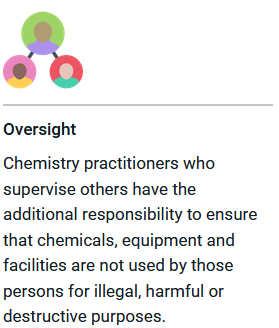 Oversight
Chemistry practitioners who
supervise others have the
additional responsibility to ensure
that chemicals, equipment and
facilities are not used by those
persons for illegal, harmful or
destructive purposes.